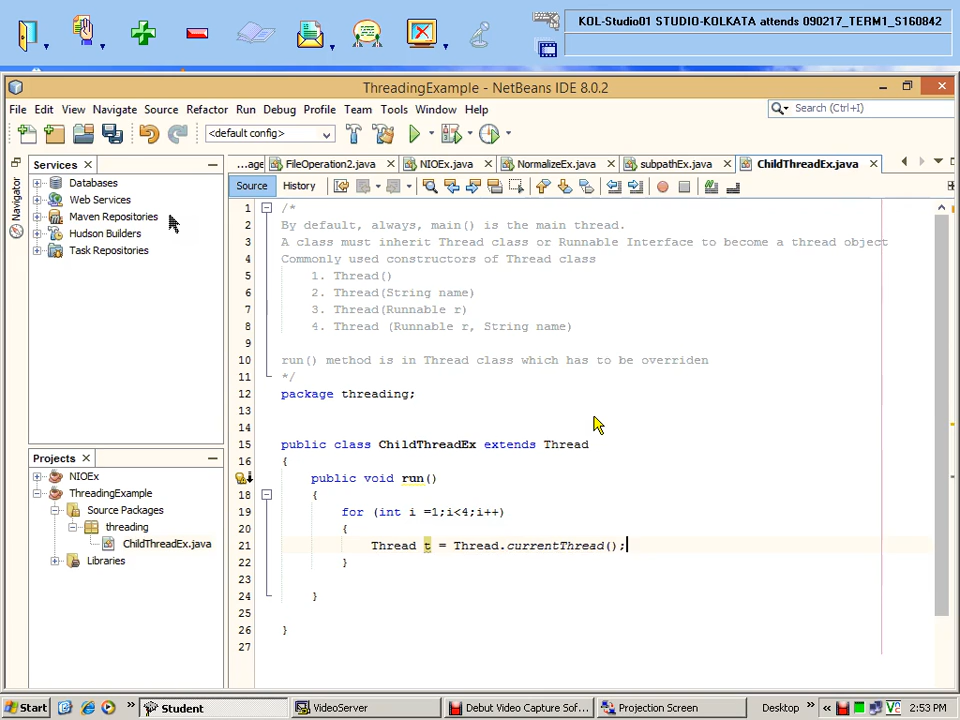 KOL-Studio01 STUDIO-KOLKATA attends 090217_TERM1_S160842
ThreadingExample - NetBeans IDE 8.0.2
File Edit View Navigate Source Refactor Run Debug Profile Team Tools Window Help
Search (Ctrl+I)
<default config>
Services
...age
FileOperation2.java
NIOEx.java
NormalizeEx.java
subpathEx.java
ChildThreadEx.java
Navigator
Source
History
Databases
Web Services
Maven Repositories
Hudson Builders
Task Repositories
Projects
NIOEx
ThreadingExample
Source Packages
threading
ChildThreadEx.java
Libraries
1 /*
2 By default, always, main() is the main thread.
3 A class must inherit Thread class or Runnable Interface to become a thread object
4 Commonly used constructors of Thread class
5 1. Thread()
6 2. Thread(String name)
7 3. Thread(Runnable r)
8 4. Thread (Runnable r, String name)
9
10 run() method is in Thread class which has to be overriden
11 */
12 package threading;
13
14
15 public class ChildThreadEx extends Thread
16 {
public void run()
18 {
19 for (int i =1;i<4;i++)
20 {
21 Thread t = Thread.currentThread();
22 }
23
24 }
25
26 }
27
Start
Student
VideoServer
Debut Video Capture Sof...
Projection Screen
Desktop
2:53 PM